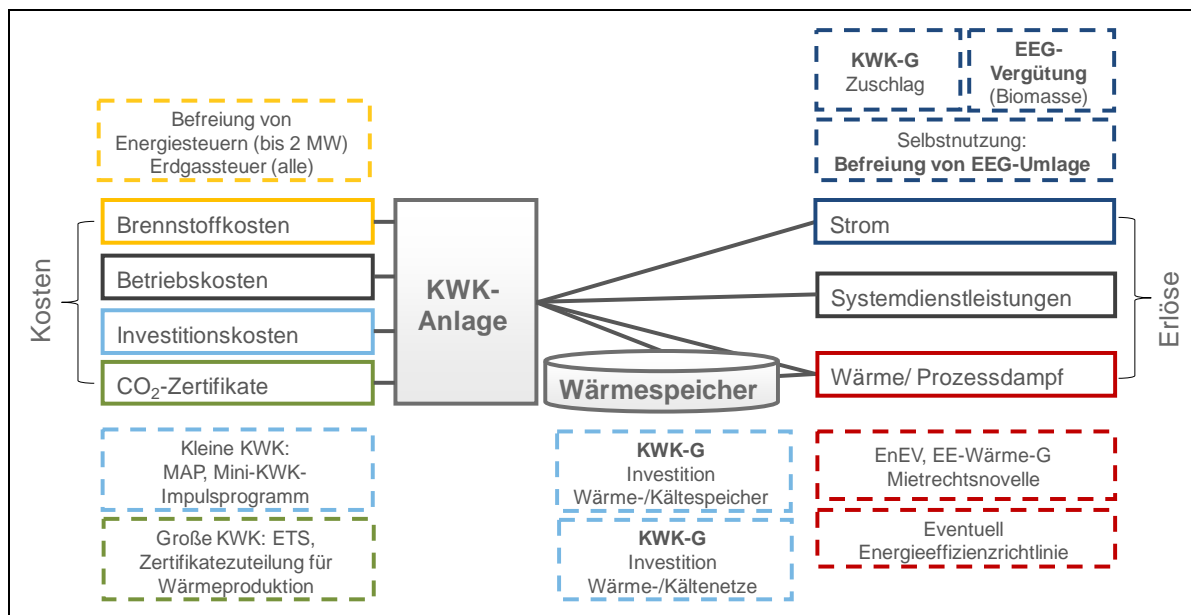 KWK-G
Zuschlag
EEG-
Vergütung
(Biomasse)
Befreiung von
Energiesteuern (bis 2 MW)
Erdgassteuer (alle)
Selbstnutzung:
Befreiung von EEG-Umlage
Kosten
Brennstoffkosten
Betriebskosten
Investitionskosten
CO₂-Zertifikate
KWK-
Anlage
Wärmespeicher
Strom
Systemdienstleistungen
Wärme/ Prozessdampf
Erlöse
Kleine KWK:
MAP, Mini-KWK-
Impulsprogramm
Große KWK: ETS,
Zertifikatezuteilung für
Wärmeproduktion
KWK-G
Investition
Wärme-/Kältespeicher
KWK-G
Investition
Wärme-/Kältenetze
EnEV, EE-Wärme-G
Mietrechtsnovelle
Eventuell
Energieeffizienzrichtlinie